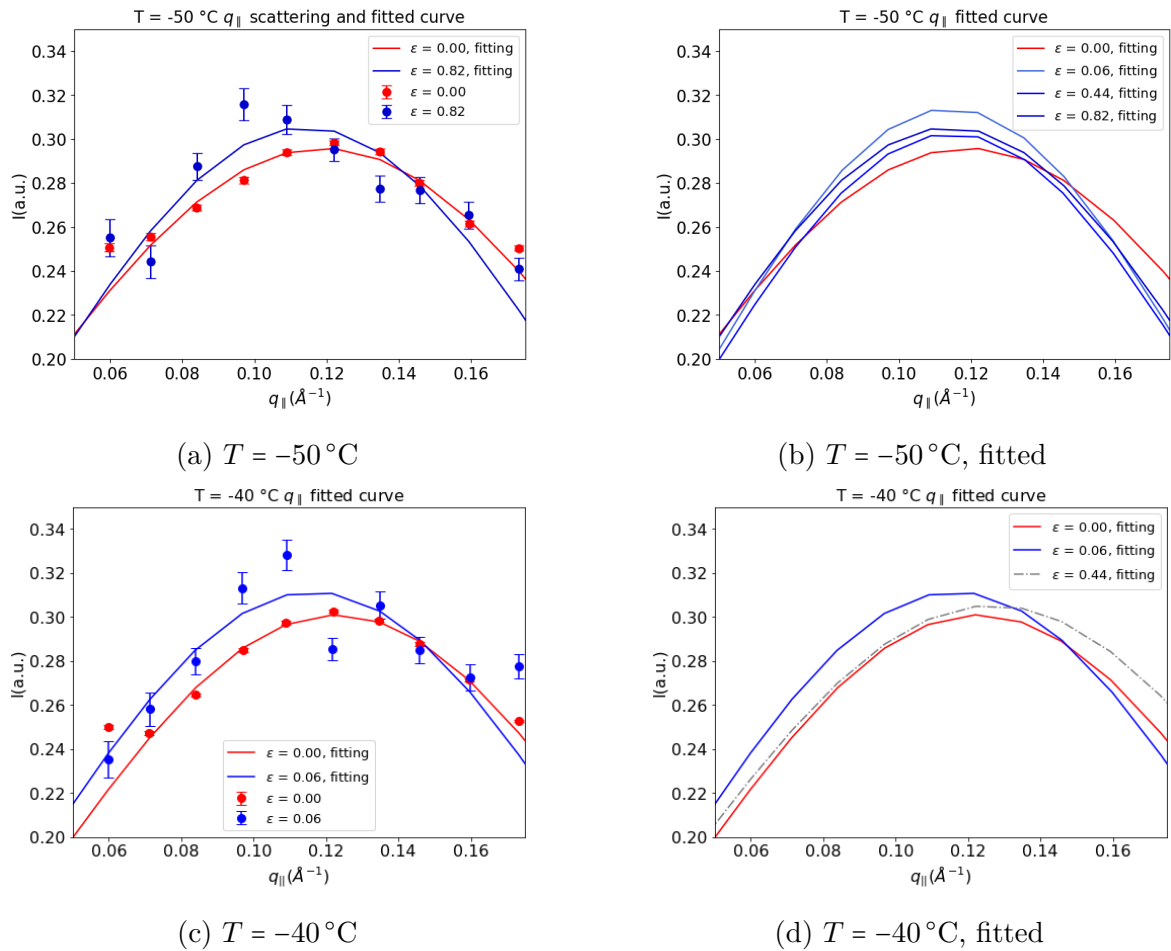 T = -50 °C q∥ scattering and fitted curve
I(a.u.)
0.34
0.32
0.30
0.28
0.26
0.24
0.22
0.20
ε = 0.00, fitting
ε = 0.82, fitting
ε = 0.00
ε = 0.82
0.06 0.08 0.10 0.12 0.14 0.16
q∥(Å⁻¹)
(a) T = −50 °C
T = -50 °C q∥ fitted curve
I(a.u.)
0.34
0.32
0.30
0.28
0.26
0.24
0.22
0.20
ε = 0.00, fitting
ε = 0.06, fitting
ε = 0.44, fitting
ε = 0.82, fitting
0.06 0.08 0.10 0.12 0.14 0.16
q∥(Å⁻¹)
(b) T = −50 °C, fitted
T = -40 °C q∥ fitted curve
I(a.u.)
0.34
0.32
0.30
0.28
0.26
0.24
0.22
0.20
ε = 0.00, fitting
ε = 0.06, fitting
ε = 0.00
ε = 0.06
0.06 0.08 0.10 0.12 0.14 0.16
q||(Å⁻¹)
(c) T = −40 °C
T = -40 °C q∥ fitted curve
I(a.u.)
0.34
0.32
0.30
0.28
0.26
0.24
0.22
0.20
ε = 0.00, fitting
ε = 0.06, fitting
ε = 0.44, fitting
0.06 0.08 0.10 0.12 0.14 0.16
q||(Å⁻¹)
(d) T = −40 °C, fitted